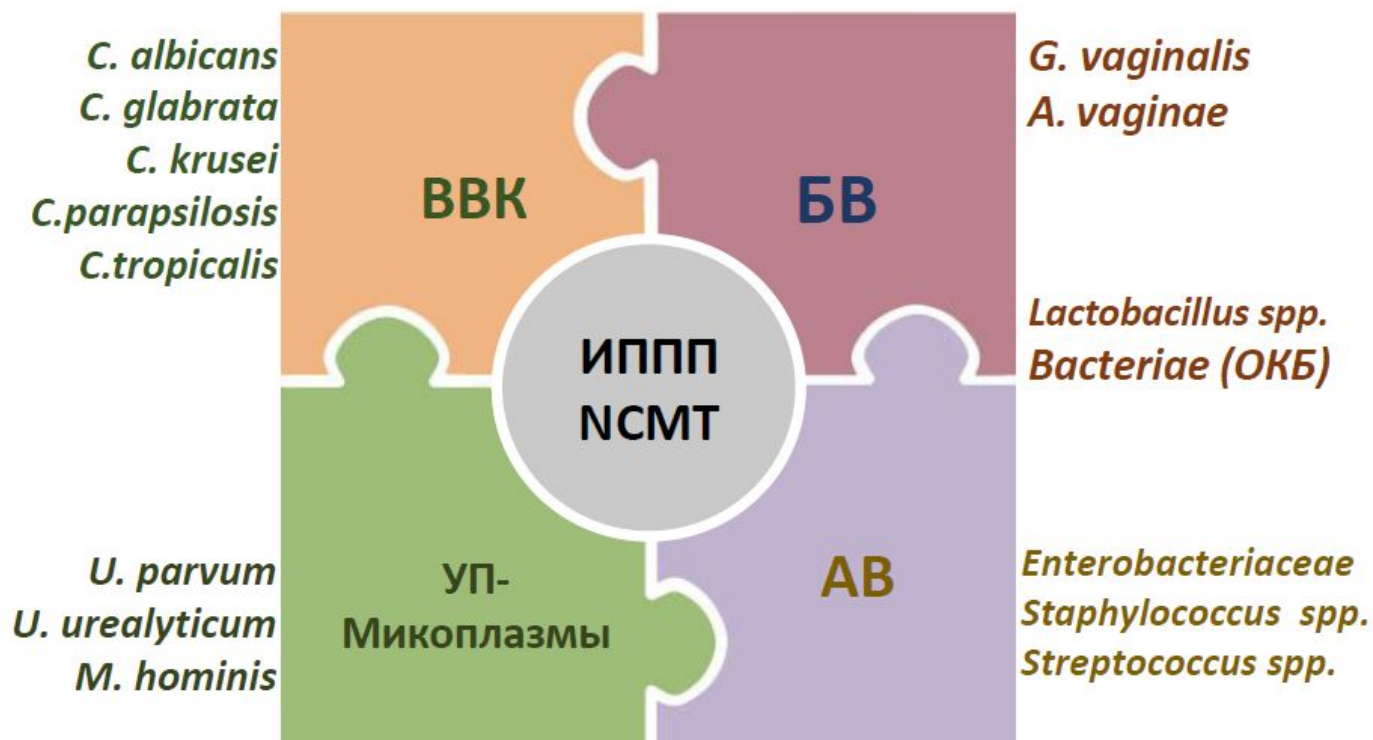 C. albicans
C. glabrata
C. krusei
C.parapsilosis
C.tropicalis
ВВК
БВ
G. vaginalis
A. vaginae
Lactobacillus spp.
Bacteriae (ОКБ)
ИППП
NCMT
U. parvum
U. urealyticum
M. hominis
УП-
Микоплазмы
АВ
Enterobacteriaceae
Staphylococcus spp.
Streptococcus spp.